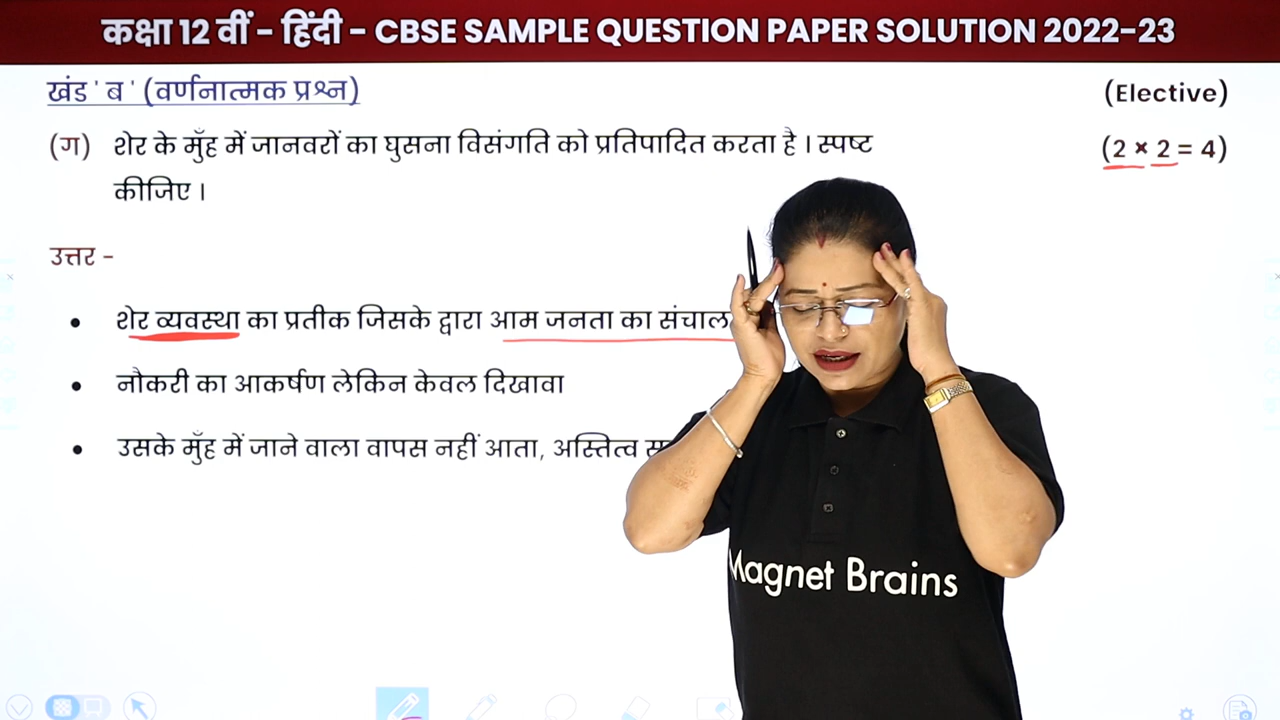 कक्षा 12 वीं - हिंदी - CBSE SAMPLE QUESTION PAPER SOLUTION 2022-23
खंड ' ब ' (वर्णनात्मक प्रश्न)
(Elective)
(ग) शेर के मुँह में जानवरों का घुसना विसंगति को प्रतिपादित करता है । स्पष्ट
(2 × 2 = 4)
कीजिए ।
उत्तर -
• शेर व्यवस्था का प्रतीक जिसके द्वारा आम जनता का
• नौकरी का आकर्षण लेकिन केवल दिखावा
• उसके मुँह में जाने वाला वापस नहीं आता, अस्तित्व
Magnet Brains